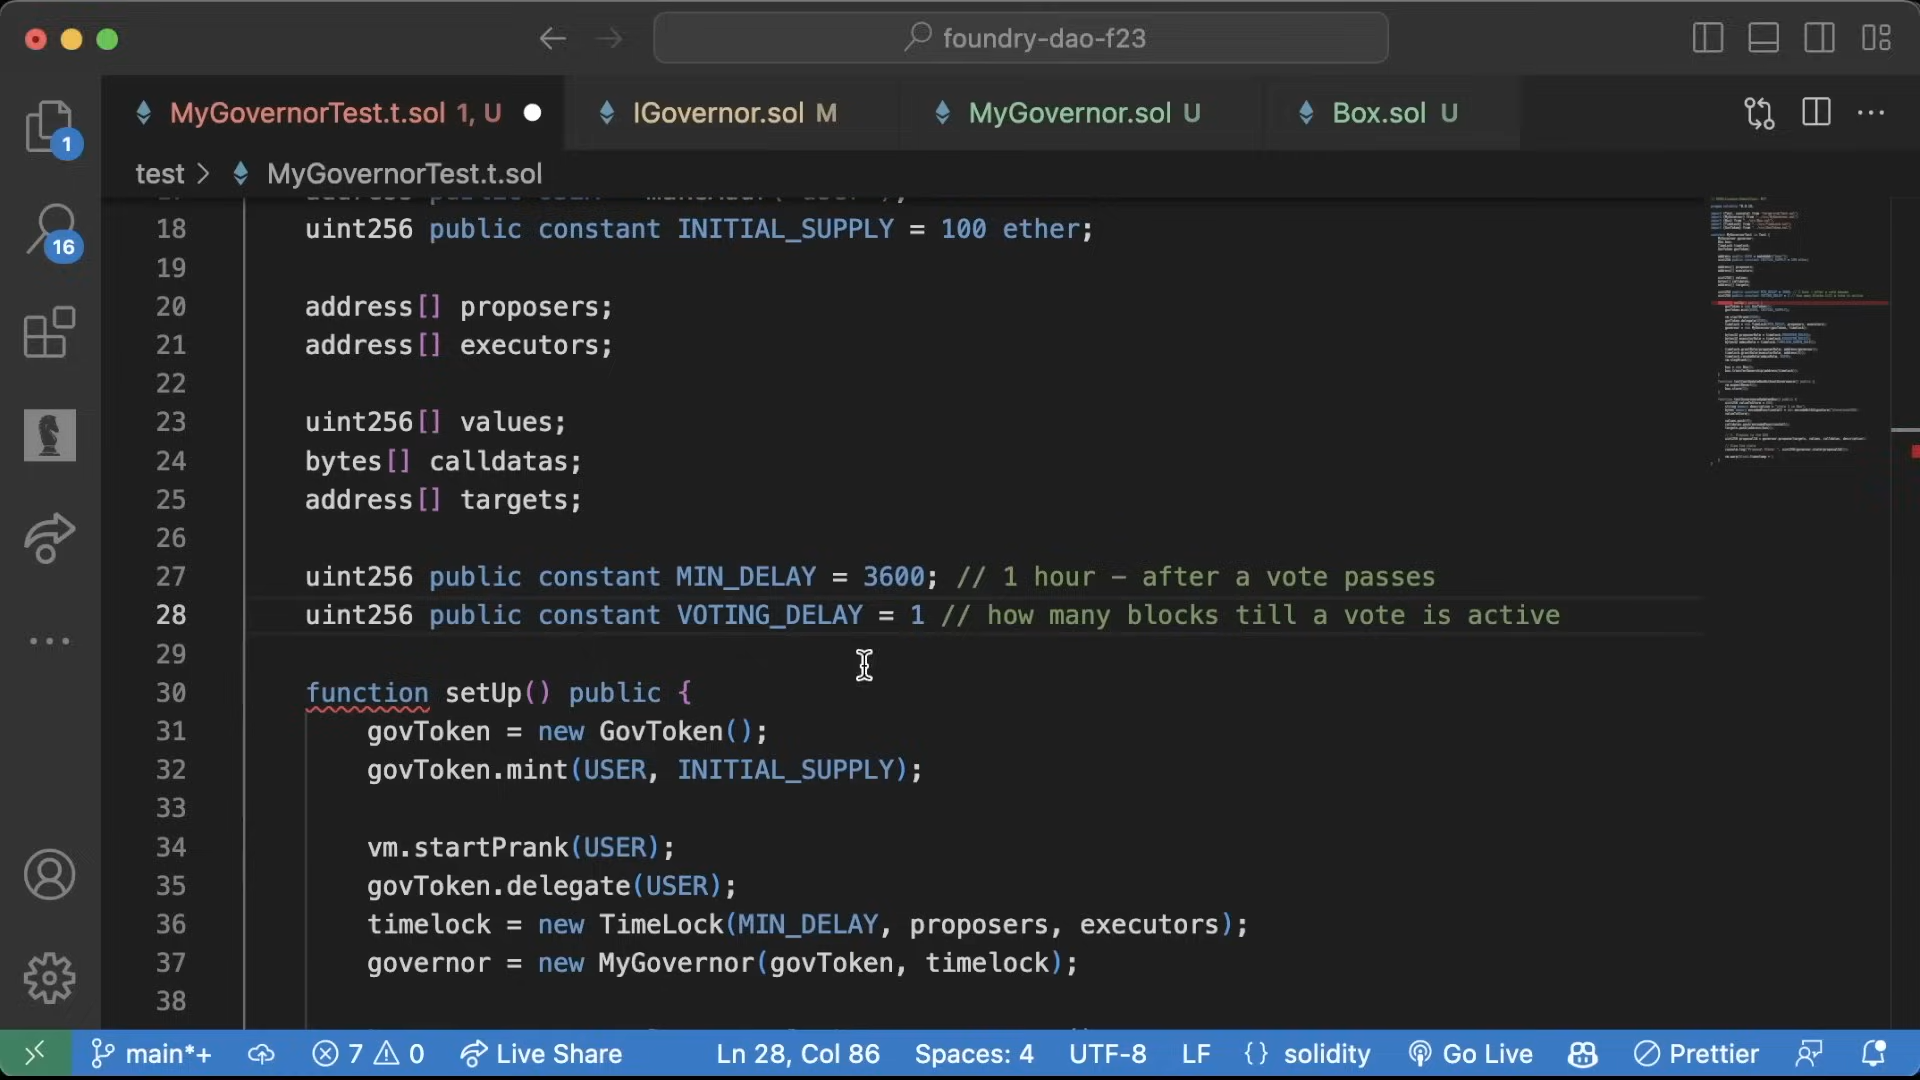 foundry-dao-f23
MyGovernorTest.t.sol 1, U
IGovernor.sol M
MyGovernor.sol U
Box.sol U
test > MyGovernorTest.t.sol
1
16
18 uint256 public constant INITIAL_SUPPLY = 100 ether;
19
20 address[] proposers;
21 address[] executors;
22
23 uint256[] values;
24 bytes[] calldatas;
25 address[] targets;
26
27 uint256 public constant MIN_DELAY = 3600; // 1 hour - after a vote passes
28 uint256 public constant VOTING_DELAY = 1 // how many blocks till a vote is active
29
30 function setUp() public {
31 govToken = new GovToken();
32 govToken.mint(USER, INITIAL_SUPPLY);
33
34 vm.startPrank(USER);
35 govToken.delegate(USER);
36 timelock = new TimeLock(MIN_DELAY, proposers, executors);
37 governor = new MyGovernor(govToken, timelock);
38
main*+ 7 0 Live Share Ln 28, Col 86 Spaces: 4 UTF-8 LF {} solidity Go Live Prettier